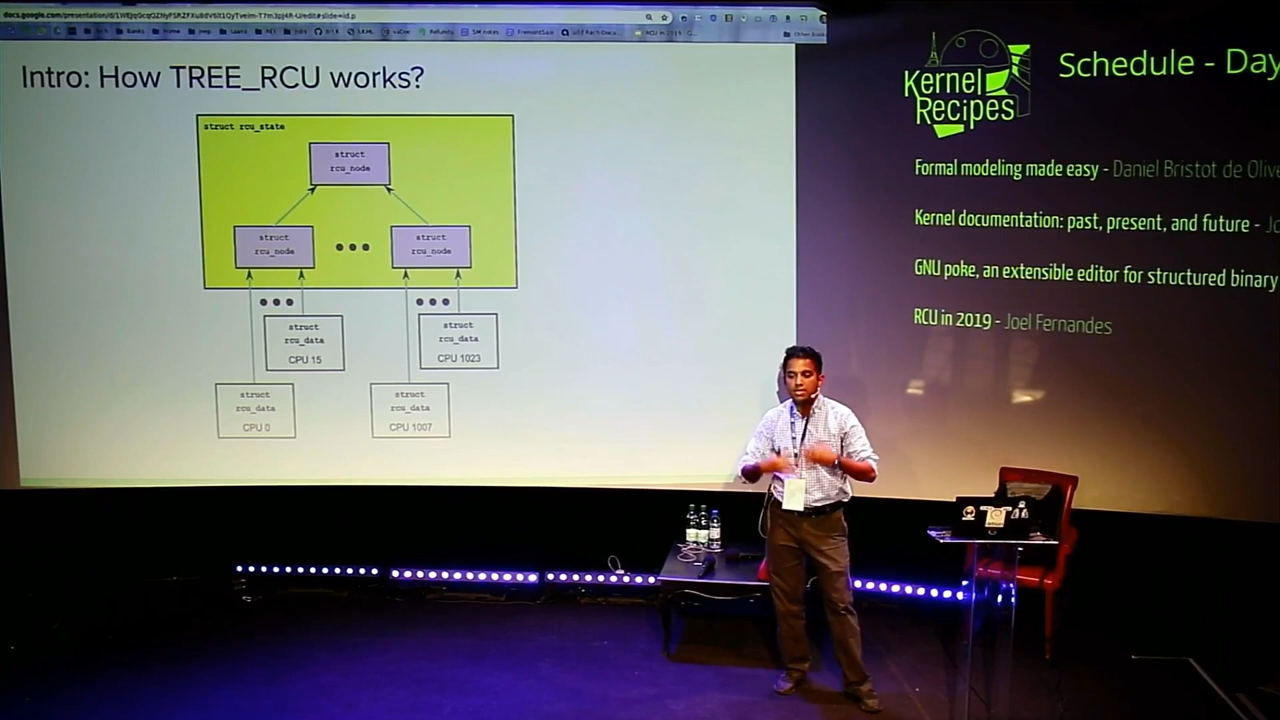 Intro: How TREE_RCU works?
struct rcu_state
struct
rcu_node
struct
rcu_node
struct
rcu_node
struct
rcu_data
CPU 15
struct
rcu_data
CPU 1023
struct
rcu_data
CPU 0
struct
rcu_data
CPU 1007
Kernel
Recipes
Schedule - Day
Formal modeling made easy - Daniel Bristot de Olive
Kernel documentation: past, present, and future - Jo
GNU poke, an extensible editor for structured binary
RCU in 2019 - Joel Fernandes